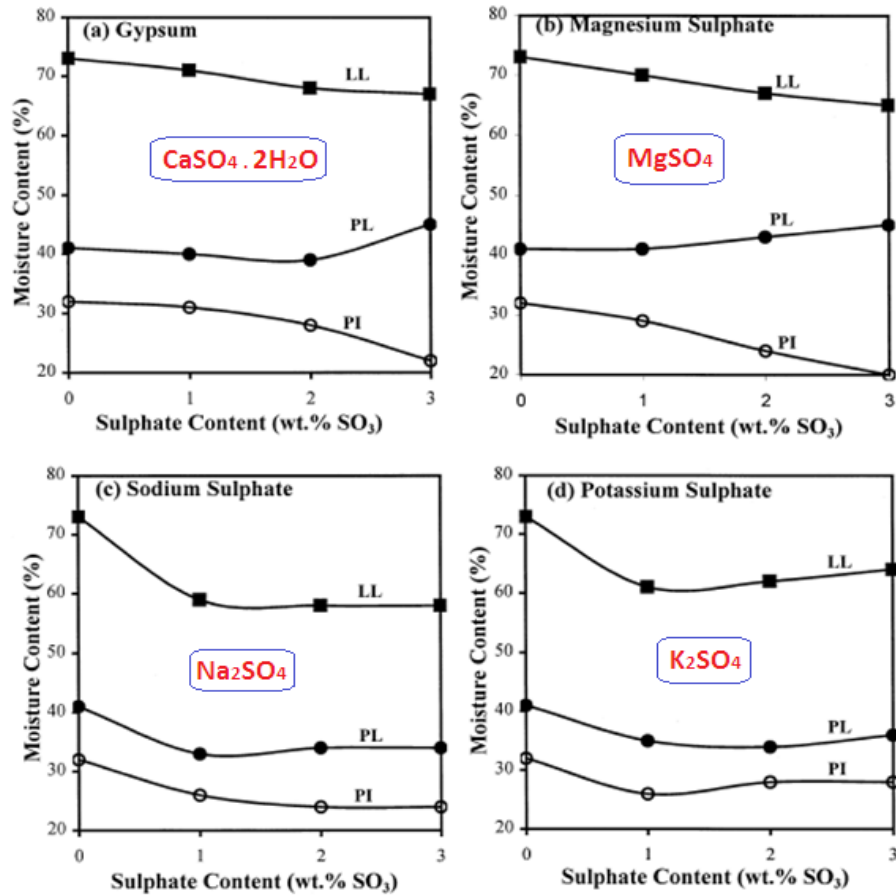 (a) Gypsum
80
70
60
50
40
30
20
Moisture Content (%)
LL
CaSO₄ . 2H₂O
PL
PI
0 1 2 3
Sulphate Content (wt.% SO₃)
(b) Magnesium Sulphate
80
70
60
50
40
30
20
Moisture Content (%)
LL
MgSO₄
PL
PI
0 1 2 3
Sulphate Content (wt.% SO₃)
(c) Sodium Sulphate
80
70
60
50
40
30
20
Moisture Content (%)
LL
Na₂SO₄
PL
PI
0 1 2 3
Sulphate Content (wt.% SO₃)
(d) Potassium Sulphate
80
70
60
50
40
30
20
Moisture Content (%)
LL
K₂SO₄
PL
PI
0 1 2 3
Sulphate Content (wt.% SO₃)